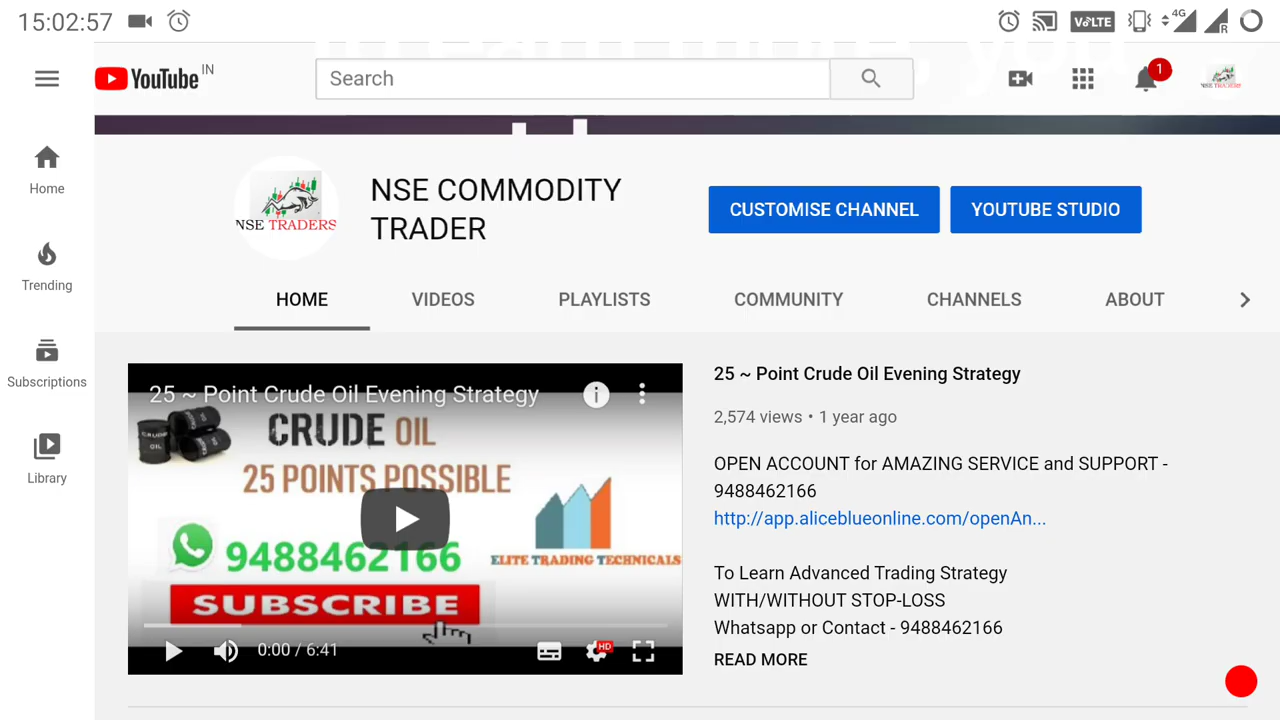 15:02:57
VoLTE
4G
R
YouTube IN
Search
1
NSE TRADERS
Home
Trending
Subscriptions
Library
NSE TRADERS
NSE COMMODITY
TRADER
CUSTOMISE CHANNEL
YOUTUBE STUDIO
HOME
VIDEOS
PLAYLISTS
COMMUNITY
CHANNELS
ABOUT
25 ~ Point Crude Oil Evening Strategy
CRUDE OIL
CRUDE
OIL
25 POINTS POSSIBLE
9488462166
ELITE TRADING TECHNICALS
SUBSCRIBE
0:00 / 6:41
HD
25 ~ Point Crude Oil Evening Strategy
2,574 views • 1 year ago
OPEN ACCOUNT for AMAZING SERVICE and SUPPORT -
9488462166
http://app.aliceblueonline.com/openAn...
To Learn Advanced Trading Strategy
WITH/WITHOUT STOP-LOSS
Whatsapp or Contact - 9488462166
READ MORE